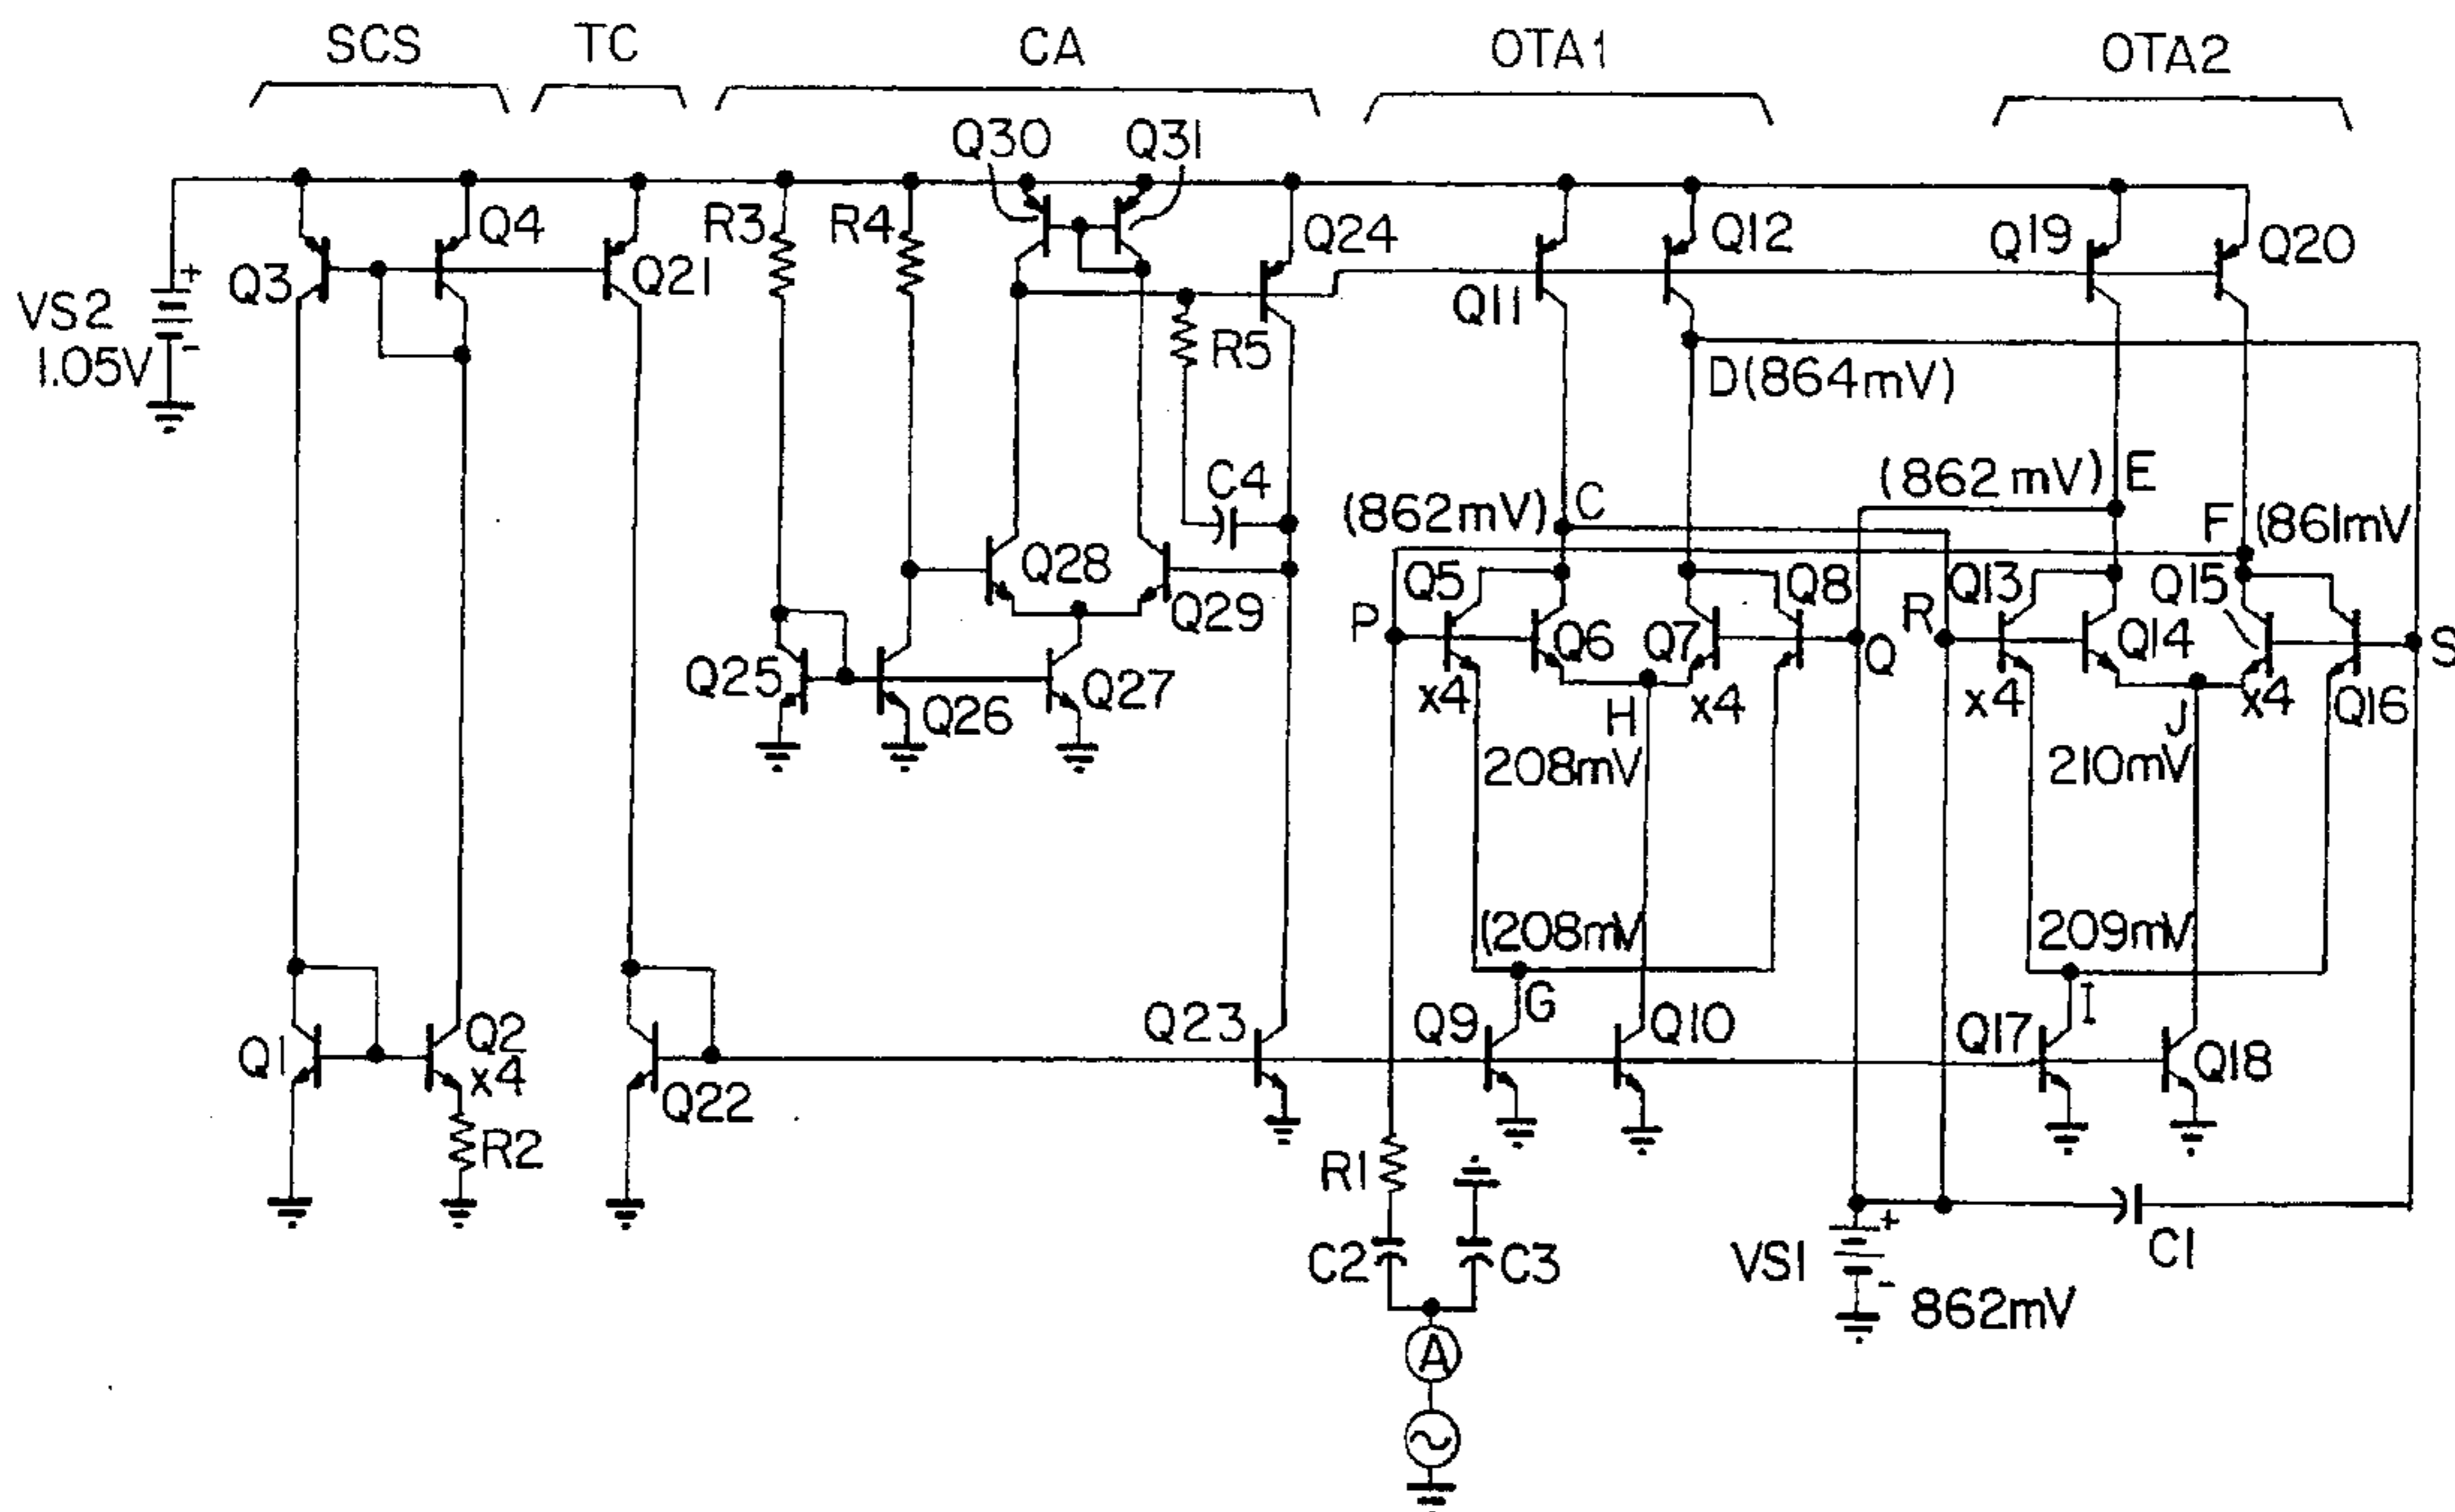 SCS TC CA OTA1 OTA2
Q30 Q31
R3 R4 Q4 Q24 Q12 Q19 Q20
Q3 Q21 Q11
VS2 + -
1.05V
R5
D(864mV)
C4
(862mV) C (862mV) E
F (861mV
Q28 Q29
Q5 Q8 Q13 Q15
P Q6 Q7 Q R Q14 S
x4 x4 x4 x4
Q25 Q26 Q27
H J Q16
208mV 210mV
(208mV 209mV
G I
Q1 Q2 Q22 Q23 Q9 Q10 Q17 Q18
x4
R2
R1
C2 C3
VS1 + - C1
862mV
A